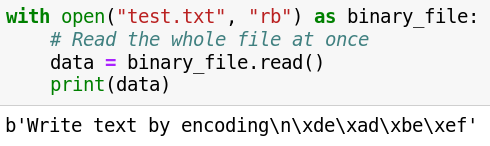 with open("test.txt", "rb") as binary_file:
    # Read the whole file at once
    data = binary_file.read()
    print(data)
b'Write text by encoding\n\xde\xad\xbe\xef'